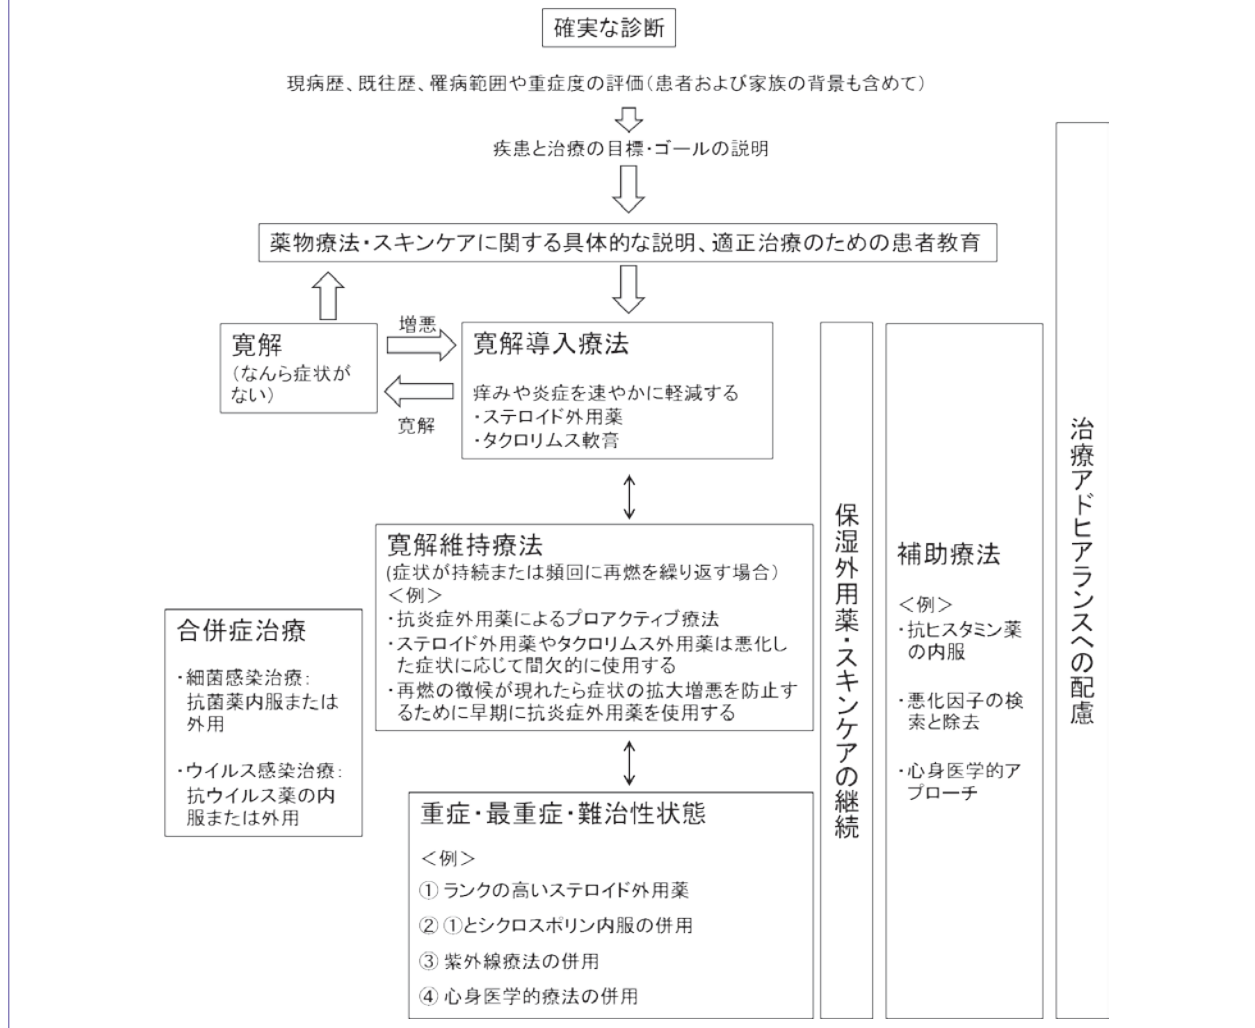 確実な診断
現病歴、既往歴、罹病範囲や重症度の評価(患者および家族の背景も含めて)
疾患と治療の目標・ゴールの説明
薬物療法・スキンケアに関する具体的な説明、適正治療のための患者教育
寛解
(なんら症状が
ない)
増悪
寛解
寛解導入療法
痒みや炎症を速やかに軽減する
・ステロイド外用薬
・タクロリムス軟膏
寛解維持療法
(症状が持続または頻回に再燃を繰り返す場合)
<例>
・抗炎症外用薬によるプロアクティブ療法
・ステロイド外用薬やタクロリムス外用薬は悪化し
た症状に応じて間欠的に使用する
・再燃の徴候が現れたら症状の拡大増悪を防止す
るために早期に抗炎症外用薬を使用する
合併症治療
・細菌感染治療:
抗菌薬内服または
外用
・ウイルス感染治療:
抗ウイルス薬の内
服または外用
重症・最重症・難治性状態
<例>
① ランクの高いステロイド外用薬
② ①とシクロスポリン内服の併用
③ 紫外線療法の併用
④ 心身医学的療法の併用
保湿外用薬・スキンケアの継続
補助療法
<例>
・抗ヒスタミン薬
の内服
・悪化因子の検
索と除去
・心身医学的ア
プローチ
治療アドヒアランスへの配慮